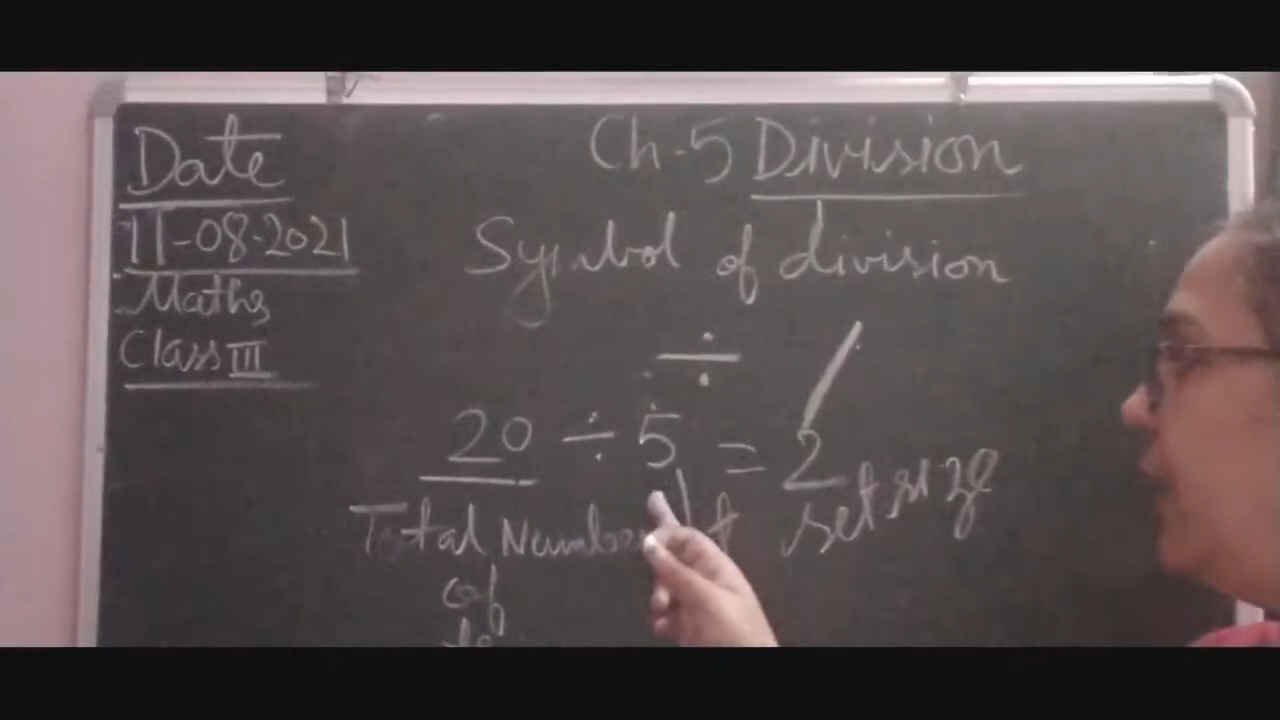 Date
11-08-2021
Maths
Class III
Ch-5 Division
Symbol of division
÷
20 ÷ 5 = 2
Total Number set size
of